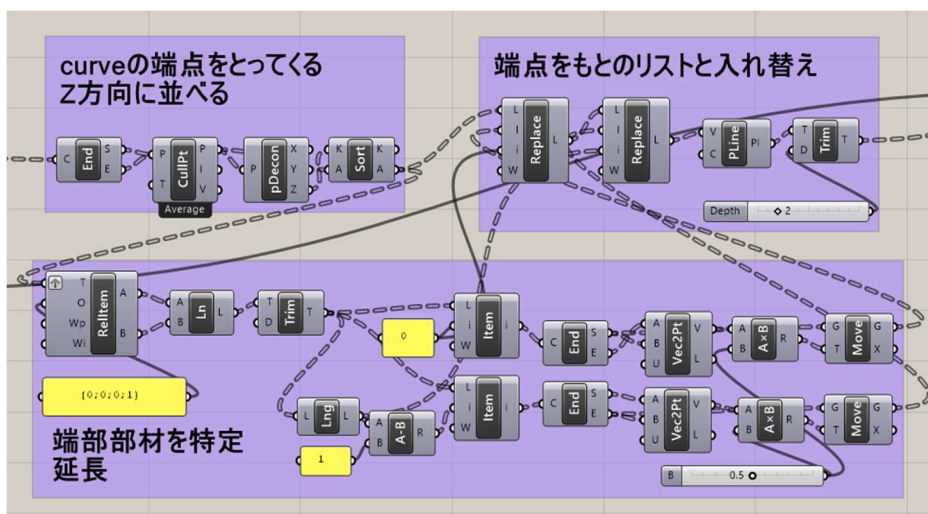 curveの端点をとってくる
Z方向に並べる
C End S E
P T CullPt P I V
Average
P pDecon X Y Z
K A Sort K A
端点をもとのリストと入れ替え
L I i W Replace L
L I i W Replace L
V C PLine Pl
T D Trim T
Depth 2
T O Wp Wi RelItem A B
{0;0;0;1}
A B Ln L
T D Trim T
0
L i W Item i
C End S E
A B U Vec2Pt V L
A B A×B R
G T Move G X
L Lng L
1
A B A-B R
L i W Item i
C End S E
A B U Vec2Pt V L
A B A×B R
G T Move G X
B 0.5
端部部材を特定
延長